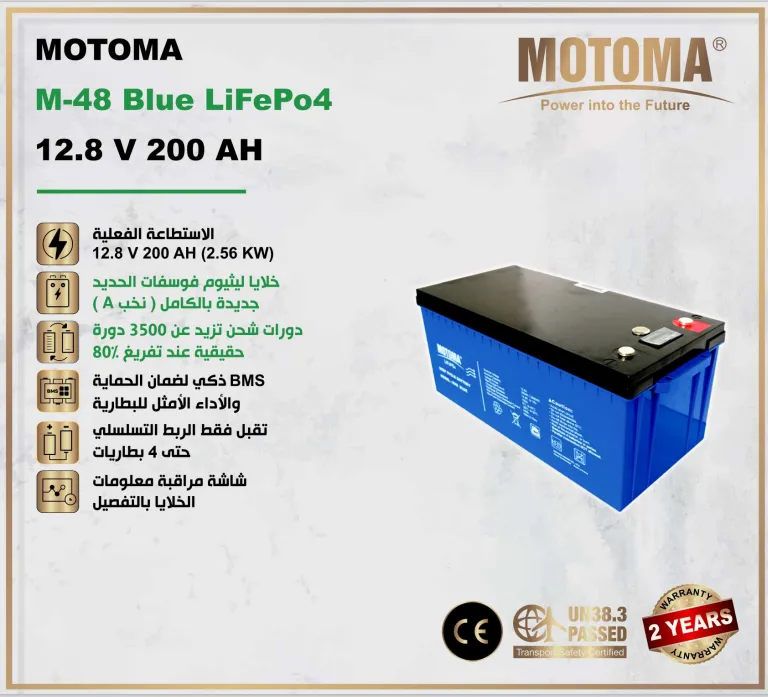 MOTOMA
M-48 Blue LiFePo4
12.8 V 200 AH
MOTOMA®
Power into the Future
الاستطاعة الفعلية
12.8 V 200 AH (2.56 KW)
خلايا ليثيوم فوسفات الحديد
جديدة بالكامل ( نخب A )
دورات شحن تزيد عن 3500 دورة
حقيقية عند تفريغ 80%
BMS ذكي لضمان الحماية
والأداء الأمثل للبطارية
BMS
تقبل فقط الربط التسلسلي
حتى 4 بطاريات
شاشة مراقبة معلومات
الخلايا بالتفصيل
MOTOMA
LiFePo4
CE
UN38.3
PASSED
Transport Safety Certified
WARRANTY
2 YEARS
WARRANTY